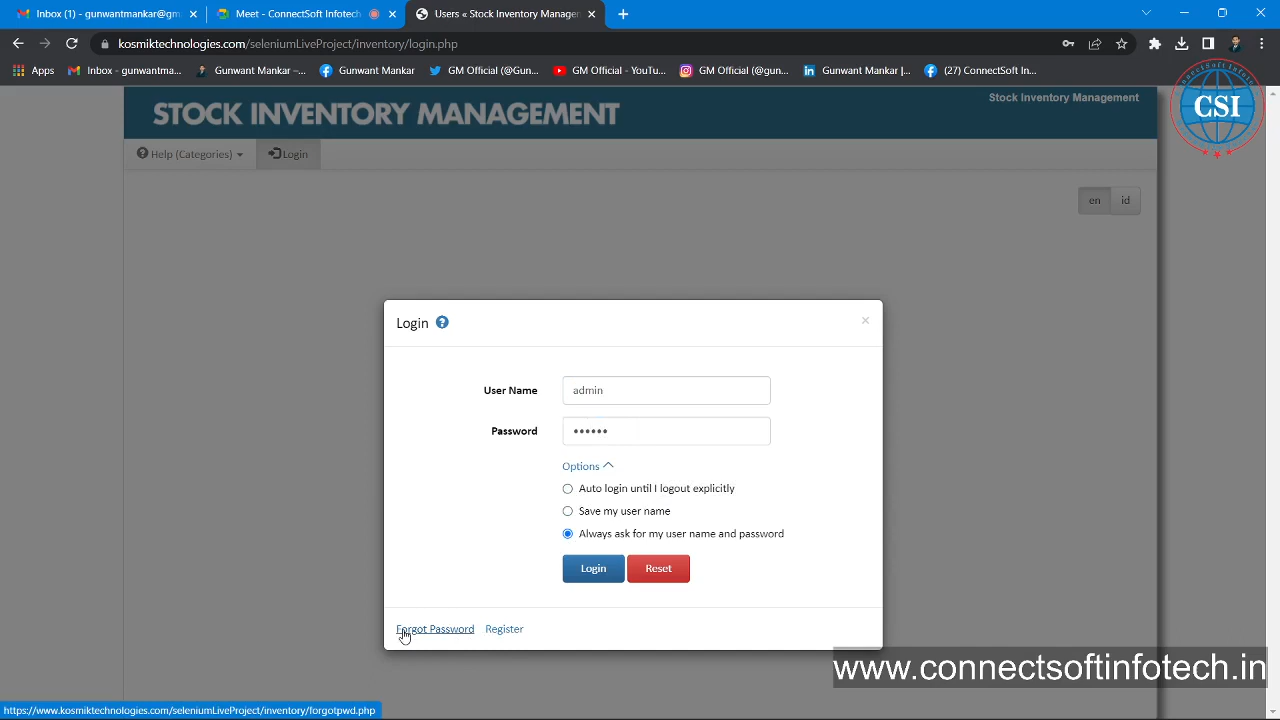 Inbox (1) - gunwantmankar@gm
Meet - ConnectSoft Infotech
Users « Stock Inventory Managem
kosmiktechnologies.com/seleniumLiveProject/inventory/login.php
Apps
Inbox - gunwantma...
Gunwant Mankar –...
Gunwant Mankar
GM Official (@Gun...
GM Official - YouTu...
GM Official (@gun...
Gunwant Mankar |...
(27) ConnectSoft In...
ConnectSoft Infotech
CSI
STOCK INVENTORY MANAGEMENT
Stock Inventory Management
Help (Categories)
Login
en
id
Login
×
User Name
admin
Password
••••••
Options
Auto login until I logout explicitly
Save my user name
Always ask for my user name and password
Login
Reset
Forgot Password
Register
www.connectsoftinfotech.in
https://www.kosmiktechnologies.com/seleniumLiveProject/inventory/forgotpwd.php